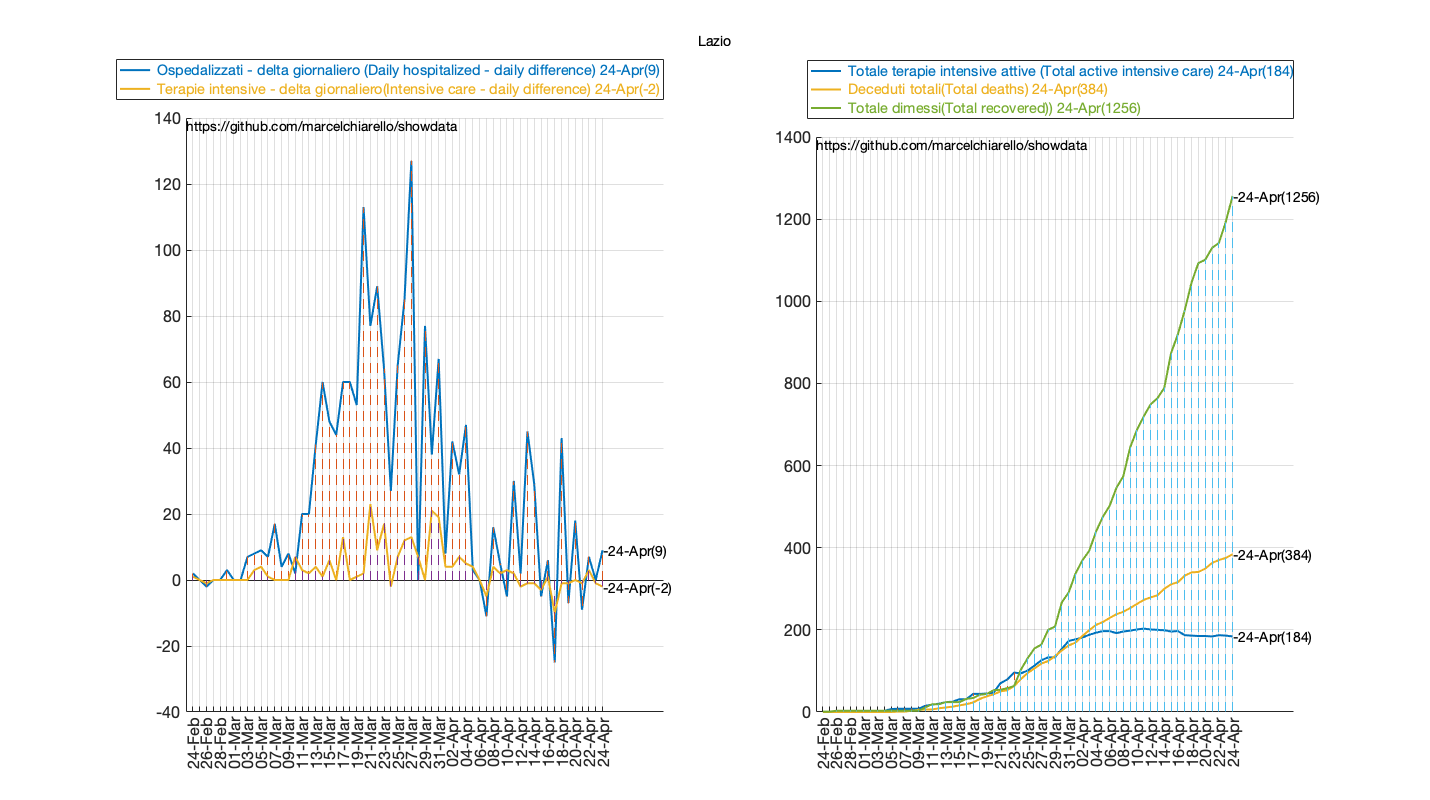 Lazio
Ospedalizzati - delta giornaliero (Daily hospitalized - daily difference) 24-Apr(9)
Terapie intensive - delta giornaliero(Intensive care - daily difference) 24-Apr(-2)
140
https://github.com/marcelchiarello/showdata
120
100
80
60
40
20
0
-20
-40
-24-Apr(9)
-24-Apr(-2)
24-Feb
26-Feb
28-Feb
01-Mar
03-Mar
05-Mar
07-Mar
09-Mar
11-Mar
13-Mar
15-Mar
17-Mar
19-Mar
21-Mar
23-Mar
25-Mar
27-Mar
29-Mar
31-Mar
02-Apr
04-Apr
06-Apr
08-Apr
10-Apr
12-Apr
14-Apr
16-Apr
18-Apr
20-Apr
22-Apr
24-Apr
Totale terapie intensive attive (Total active intensive care) 24-Apr(184)
Deceduti totali(Total deaths) 24-Apr(384)
Totale dimessi(Total recovered)) 24-Apr(1256)
1400
https://github.com/marcelchiarello/showdata
1200
1000
800
600
400
200
0
-24-Apr(1256)
-24-Apr(384)
-24-Apr(184)
24-Feb
26-Feb
28-Feb
01-Mar
03-Mar
05-Mar
07-Mar
09-Mar
11-Mar
13-Mar
15-Mar
17-Mar
19-Mar
21-Mar
23-Mar
25-Mar
27-Mar
29-Mar
31-Mar
02-Apr
04-Apr
06-Apr
08-Apr
10-Apr
12-Apr
14-Apr
16-Apr
18-Apr
20-Apr
22-Apr
24-Apr